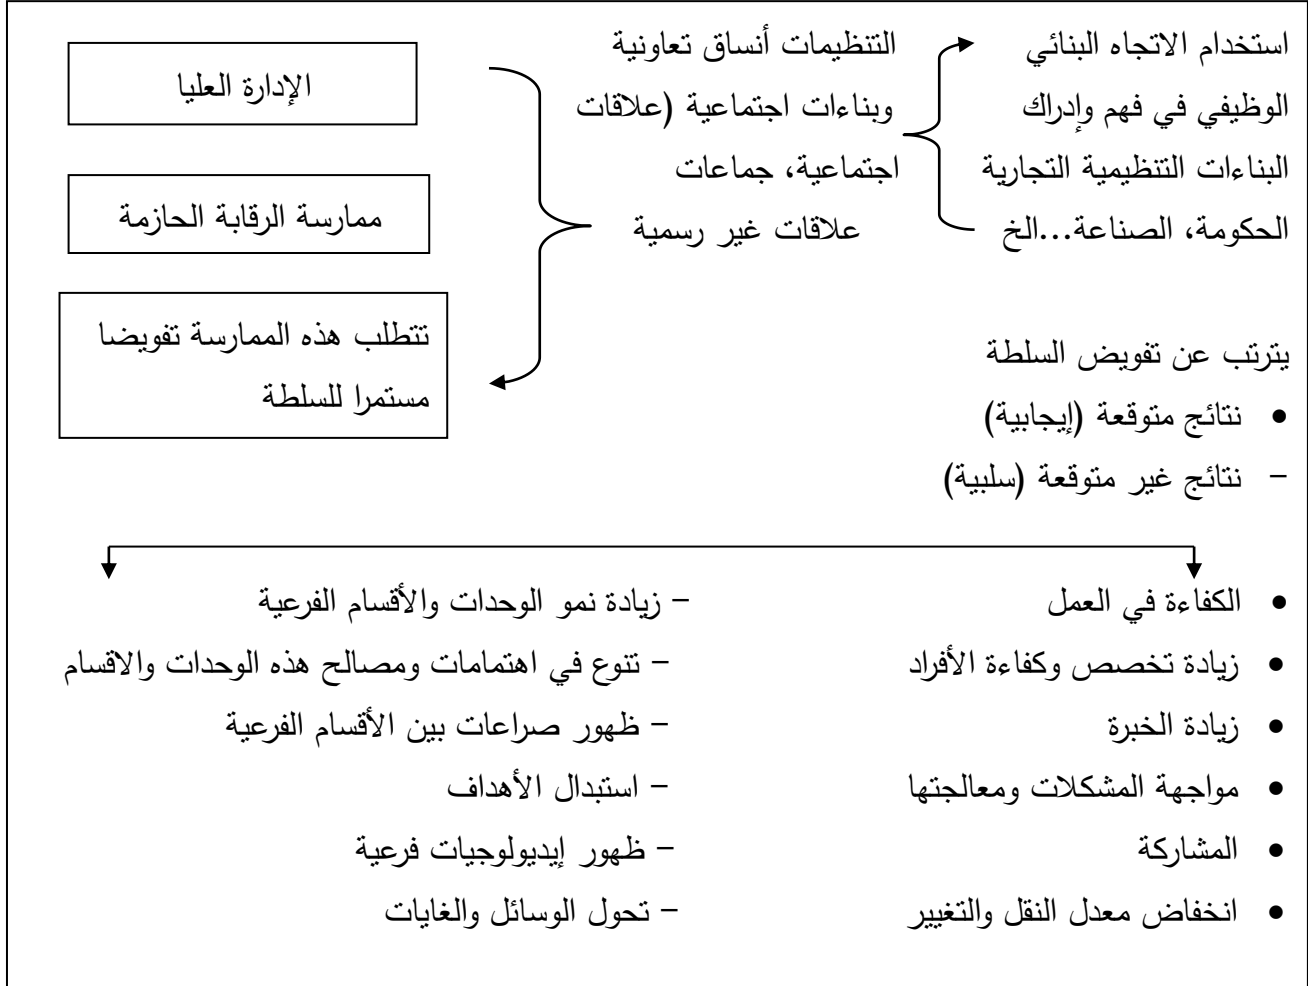 استخدام الاتجاه البنائي
الوظيفي في فهم وإدراك
البناءات التنظيمية التجارية
الحكومة، الصناعة...الخ
التنظيمات أنساق تعاونية
وبناءات اجتماعية (علاقات
اجتماعية، جماعات
علاقات غير رسمية
الإدارة العليا
ممارسة الرقابة الحازمة
تتطلب هذه الممارسة تفويضا
مستمرا للسلطة
يترتب عن تفويض السلطة
• نتائج متوقعة (إيجابية)
- نتائج غير متوقعة (سلبية)
• الكفاءة في العمل
• زيادة تخصص وكفاءة الأفراد
• زيادة الخبرة
• مواجهة المشكلات ومعالجتها
• المشاركة
• انخفاض معدل النقل والتغيير
- زيادة نمو الوحدات والأقسام الفرعية
- تنوع في اهتمامات ومصالح هذه الوحدات والاقسام
- ظهور صراعات بين الأقسام الفرعية
- استبدال الأهداف
- ظهور إيديولوجيات فرعية
- تحول الوسائل والغايات